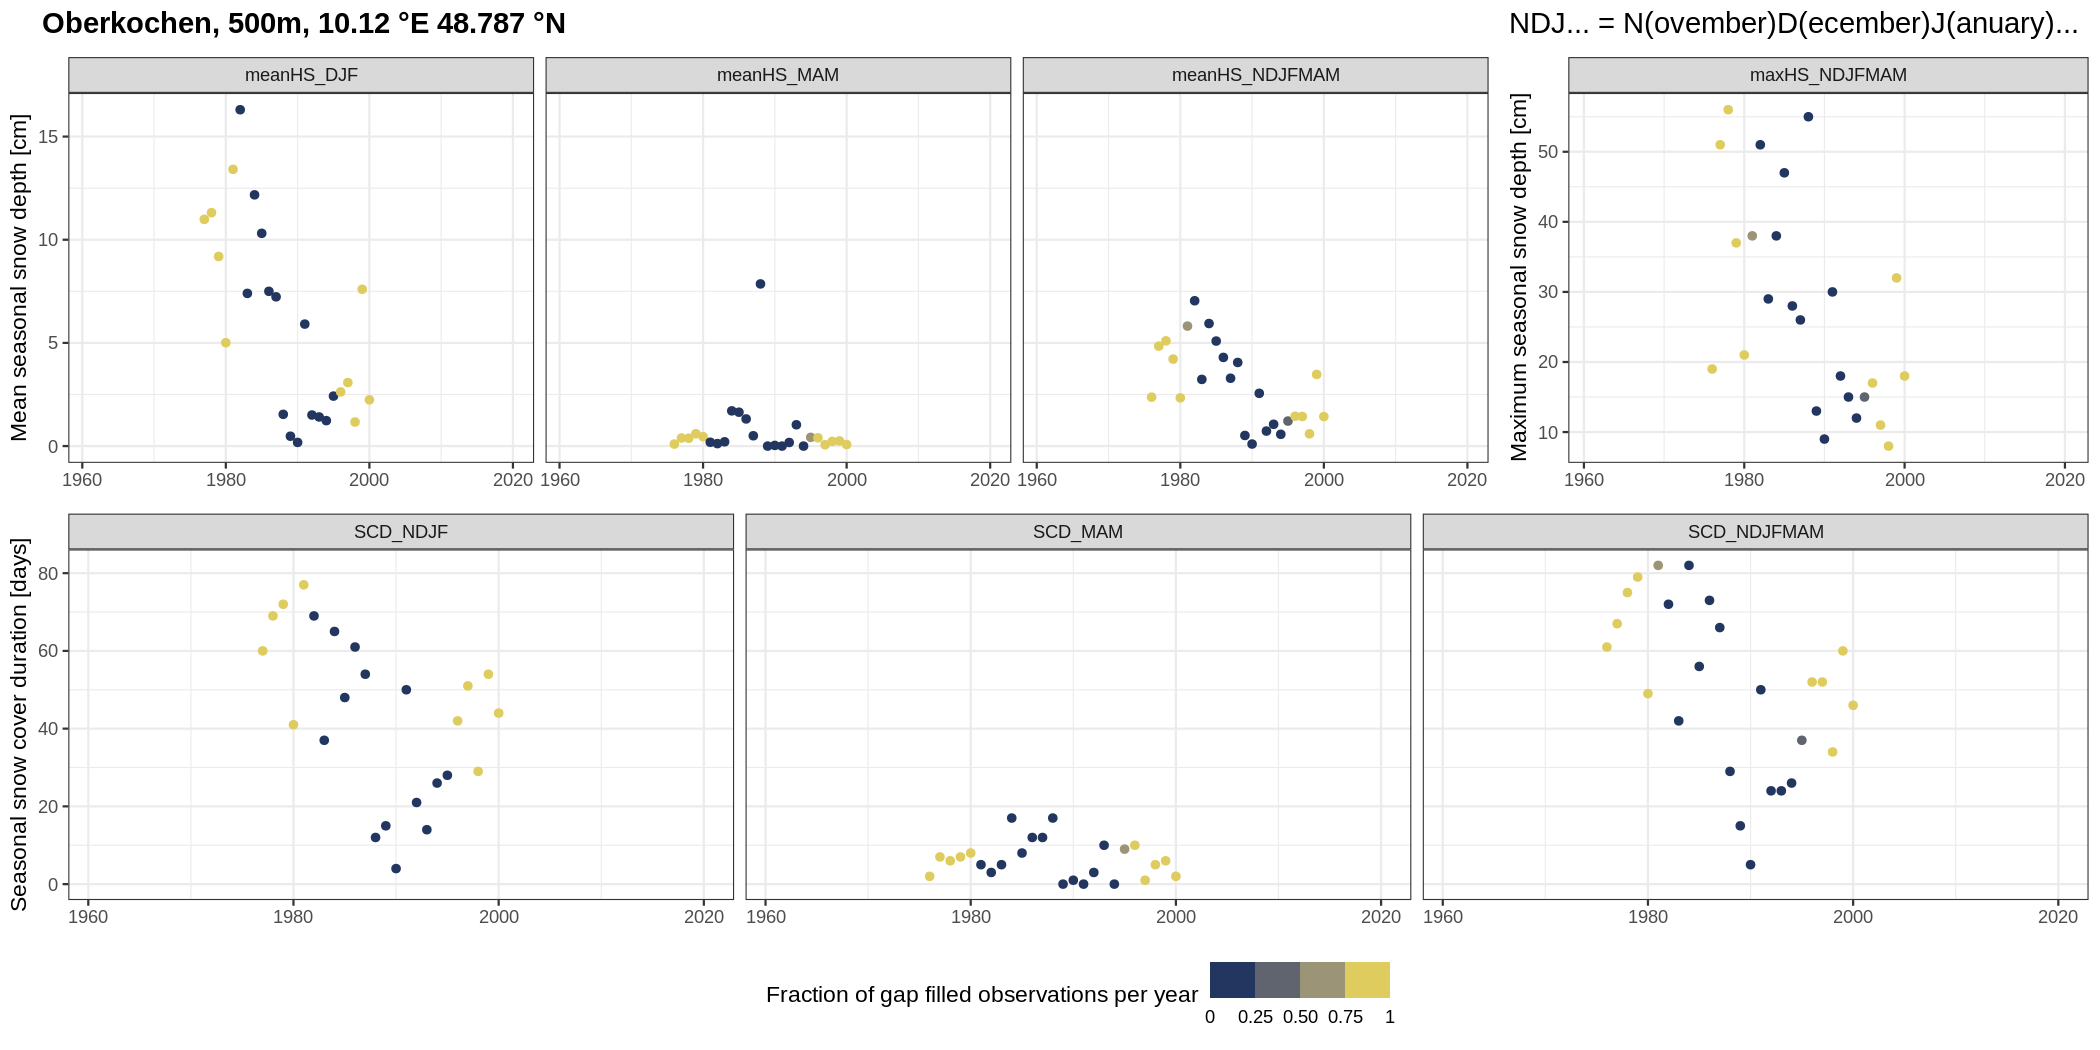 Oberkochen, 500m, 10.12 °E 48.787 °N
NDJ... = N(ovember)D(ecember)J(anuary)...
meanHS_DJF
meanHS_MAM
meanHS_NDJFMAM
maxHS_NDJFMAM
Mean seasonal snow depth [cm]
15
10
5
0
1960 1980 2000 2020
1960 1980 2000 2020
1960 1980 2000 2020
Maximum seasonal snow depth [cm]
50
40
30
20
10
1960 1980 2000 2020
SCD_NDJF
SCD_MAM
SCD_NDJFMAM
Seasonal snow cover duration [days]
80
60
40
20
0
1960 1980 2000 2020
1960 1980 2000 2020
1960 1980 2000 2020
Fraction of gap filled observations per year
0 0.25 0.50 0.75 1